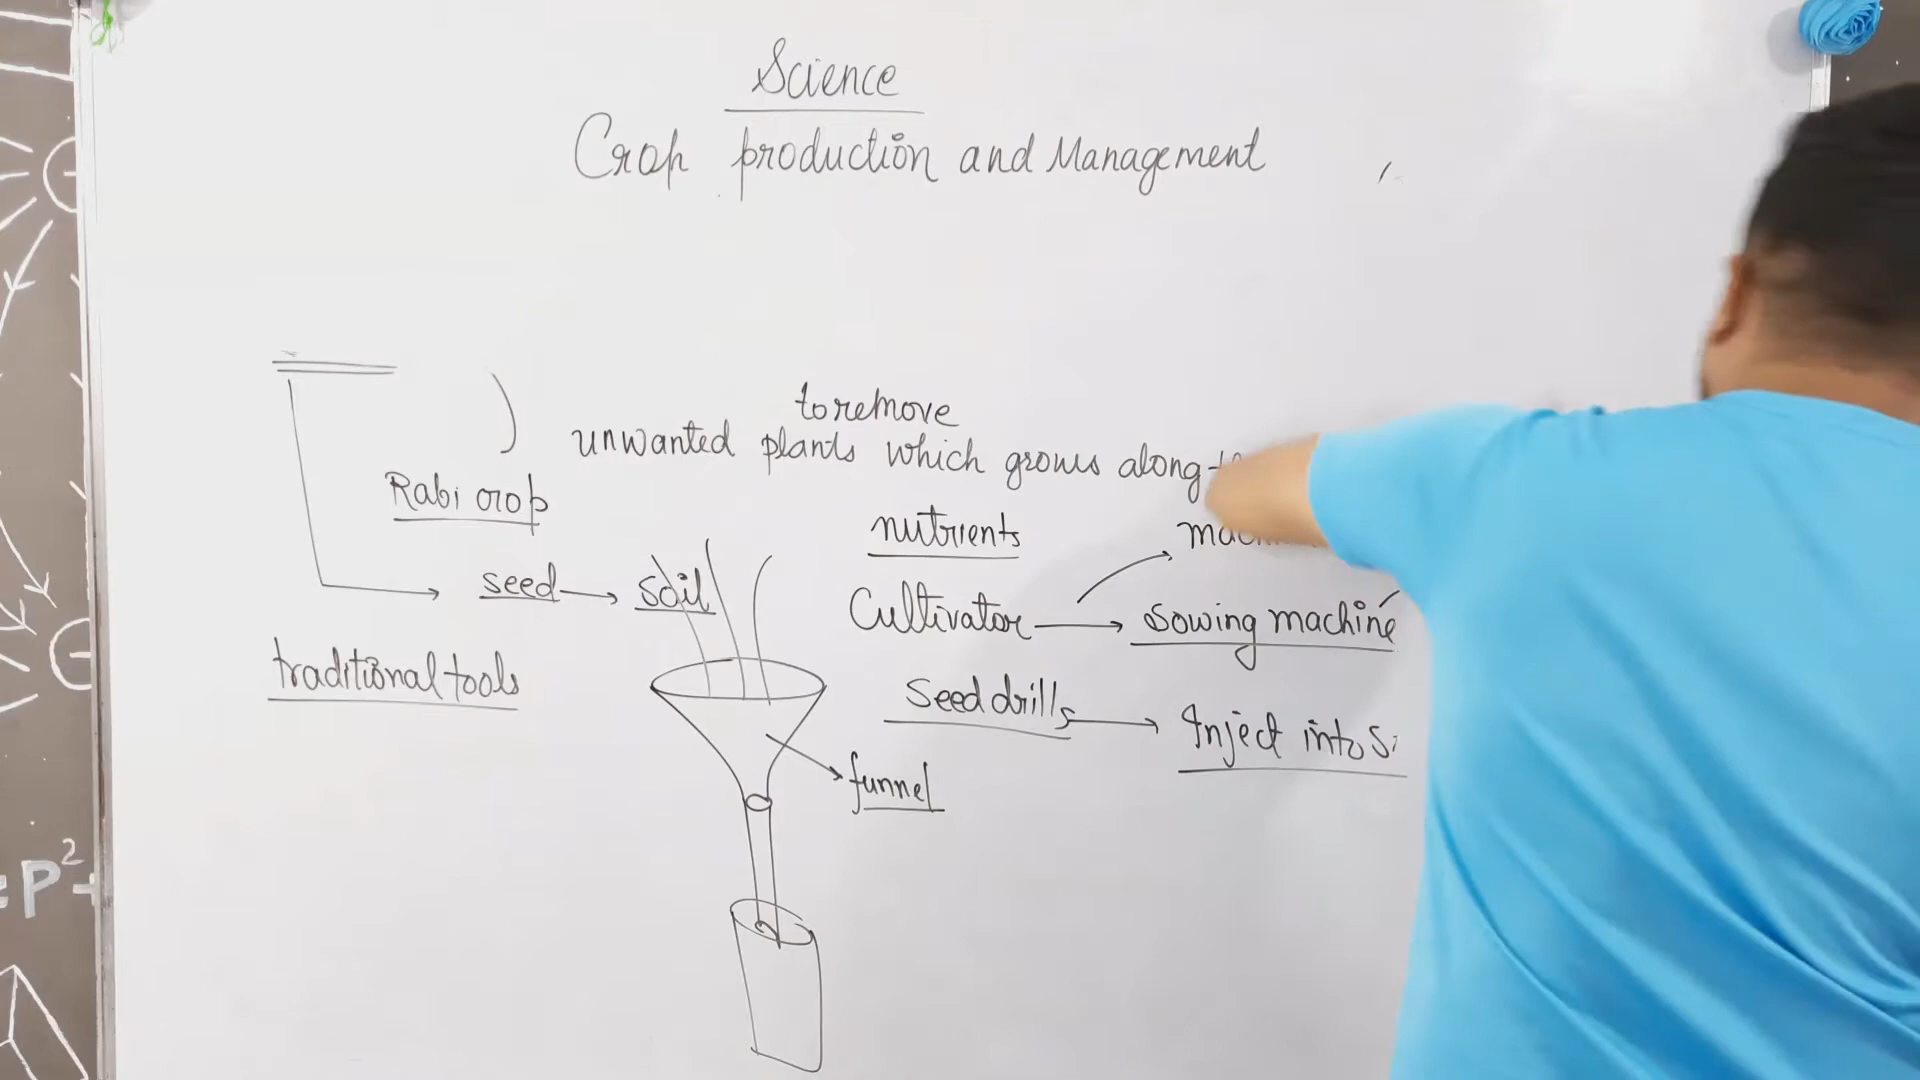 Science
Crop production and Management
to remove
unwanted plants which grows along
Rabi crop
nutrients
seed → soil
Cultivator → Sowing machine
traditional tools
Seed drills → Inject into
funnel
P²+